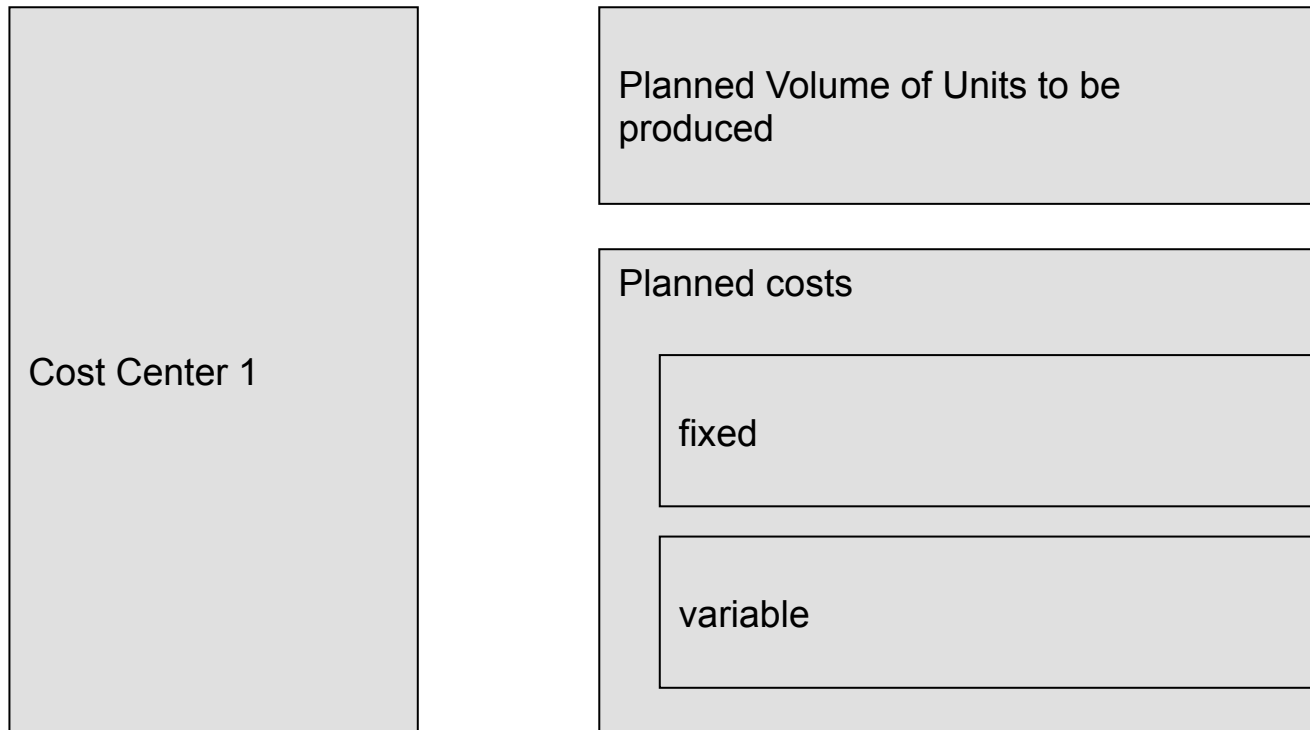 Cost Center 1
Planned Volume of Units to be
produced
Planned costs
fixed
variable